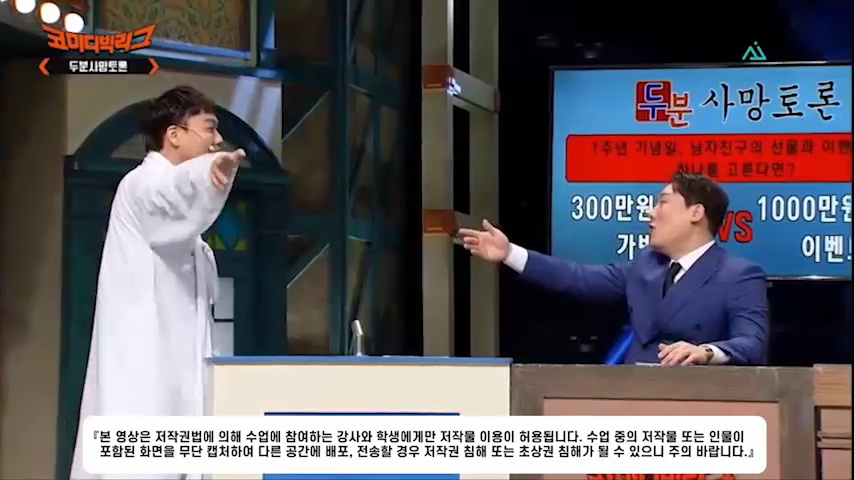 코미디빅리그
두분사망토론
두분 사망토론
1주년 기념일, 남자친구의 선물과 이벤
하나를 고른다면?
300만원
VS
1000만원
이벤
『본 영상은 저작권법에 의해 수업에 참여하는 강사와 학생에게만 저작물 이용이 허용됩니다. 수업 중의 저작물 또는 인물이
포함된 화면을 무단 캡처하여 다른 공간에 배포, 전송할 경우 저작권 침해 또는 초상권 침해가 될 수 있으니 주의 바랍니다.』